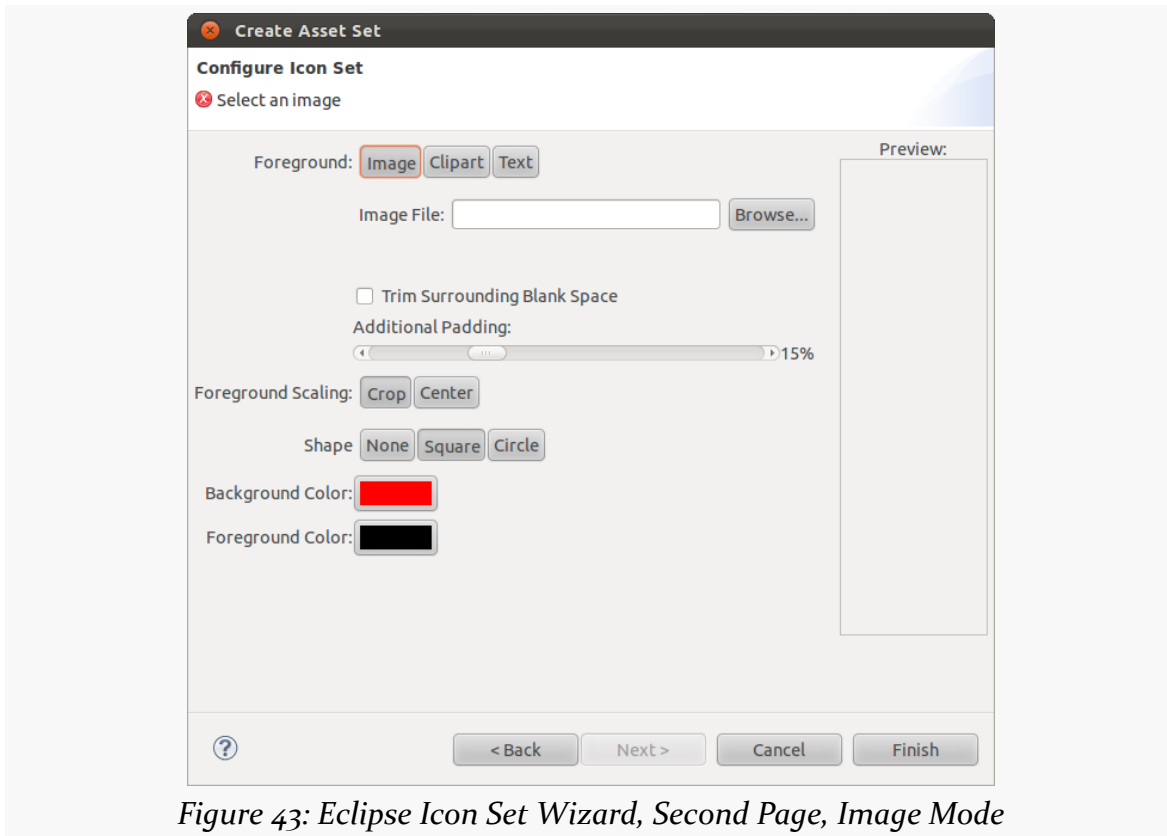 Create Asset Set
Configure Icon Set
Select an image
Foreground: Image Clipart Text
Preview:
Image File: Browse...
Trim Surrounding Blank Space
Additional Padding:
15%
Foreground Scaling: Crop Center
Shape None Square Circle
Background Color:
Foreground Color:
? < Back Next > Cancel Finish
Figure 43: Eclipse Icon Set Wizard, Second Page, Image Mode